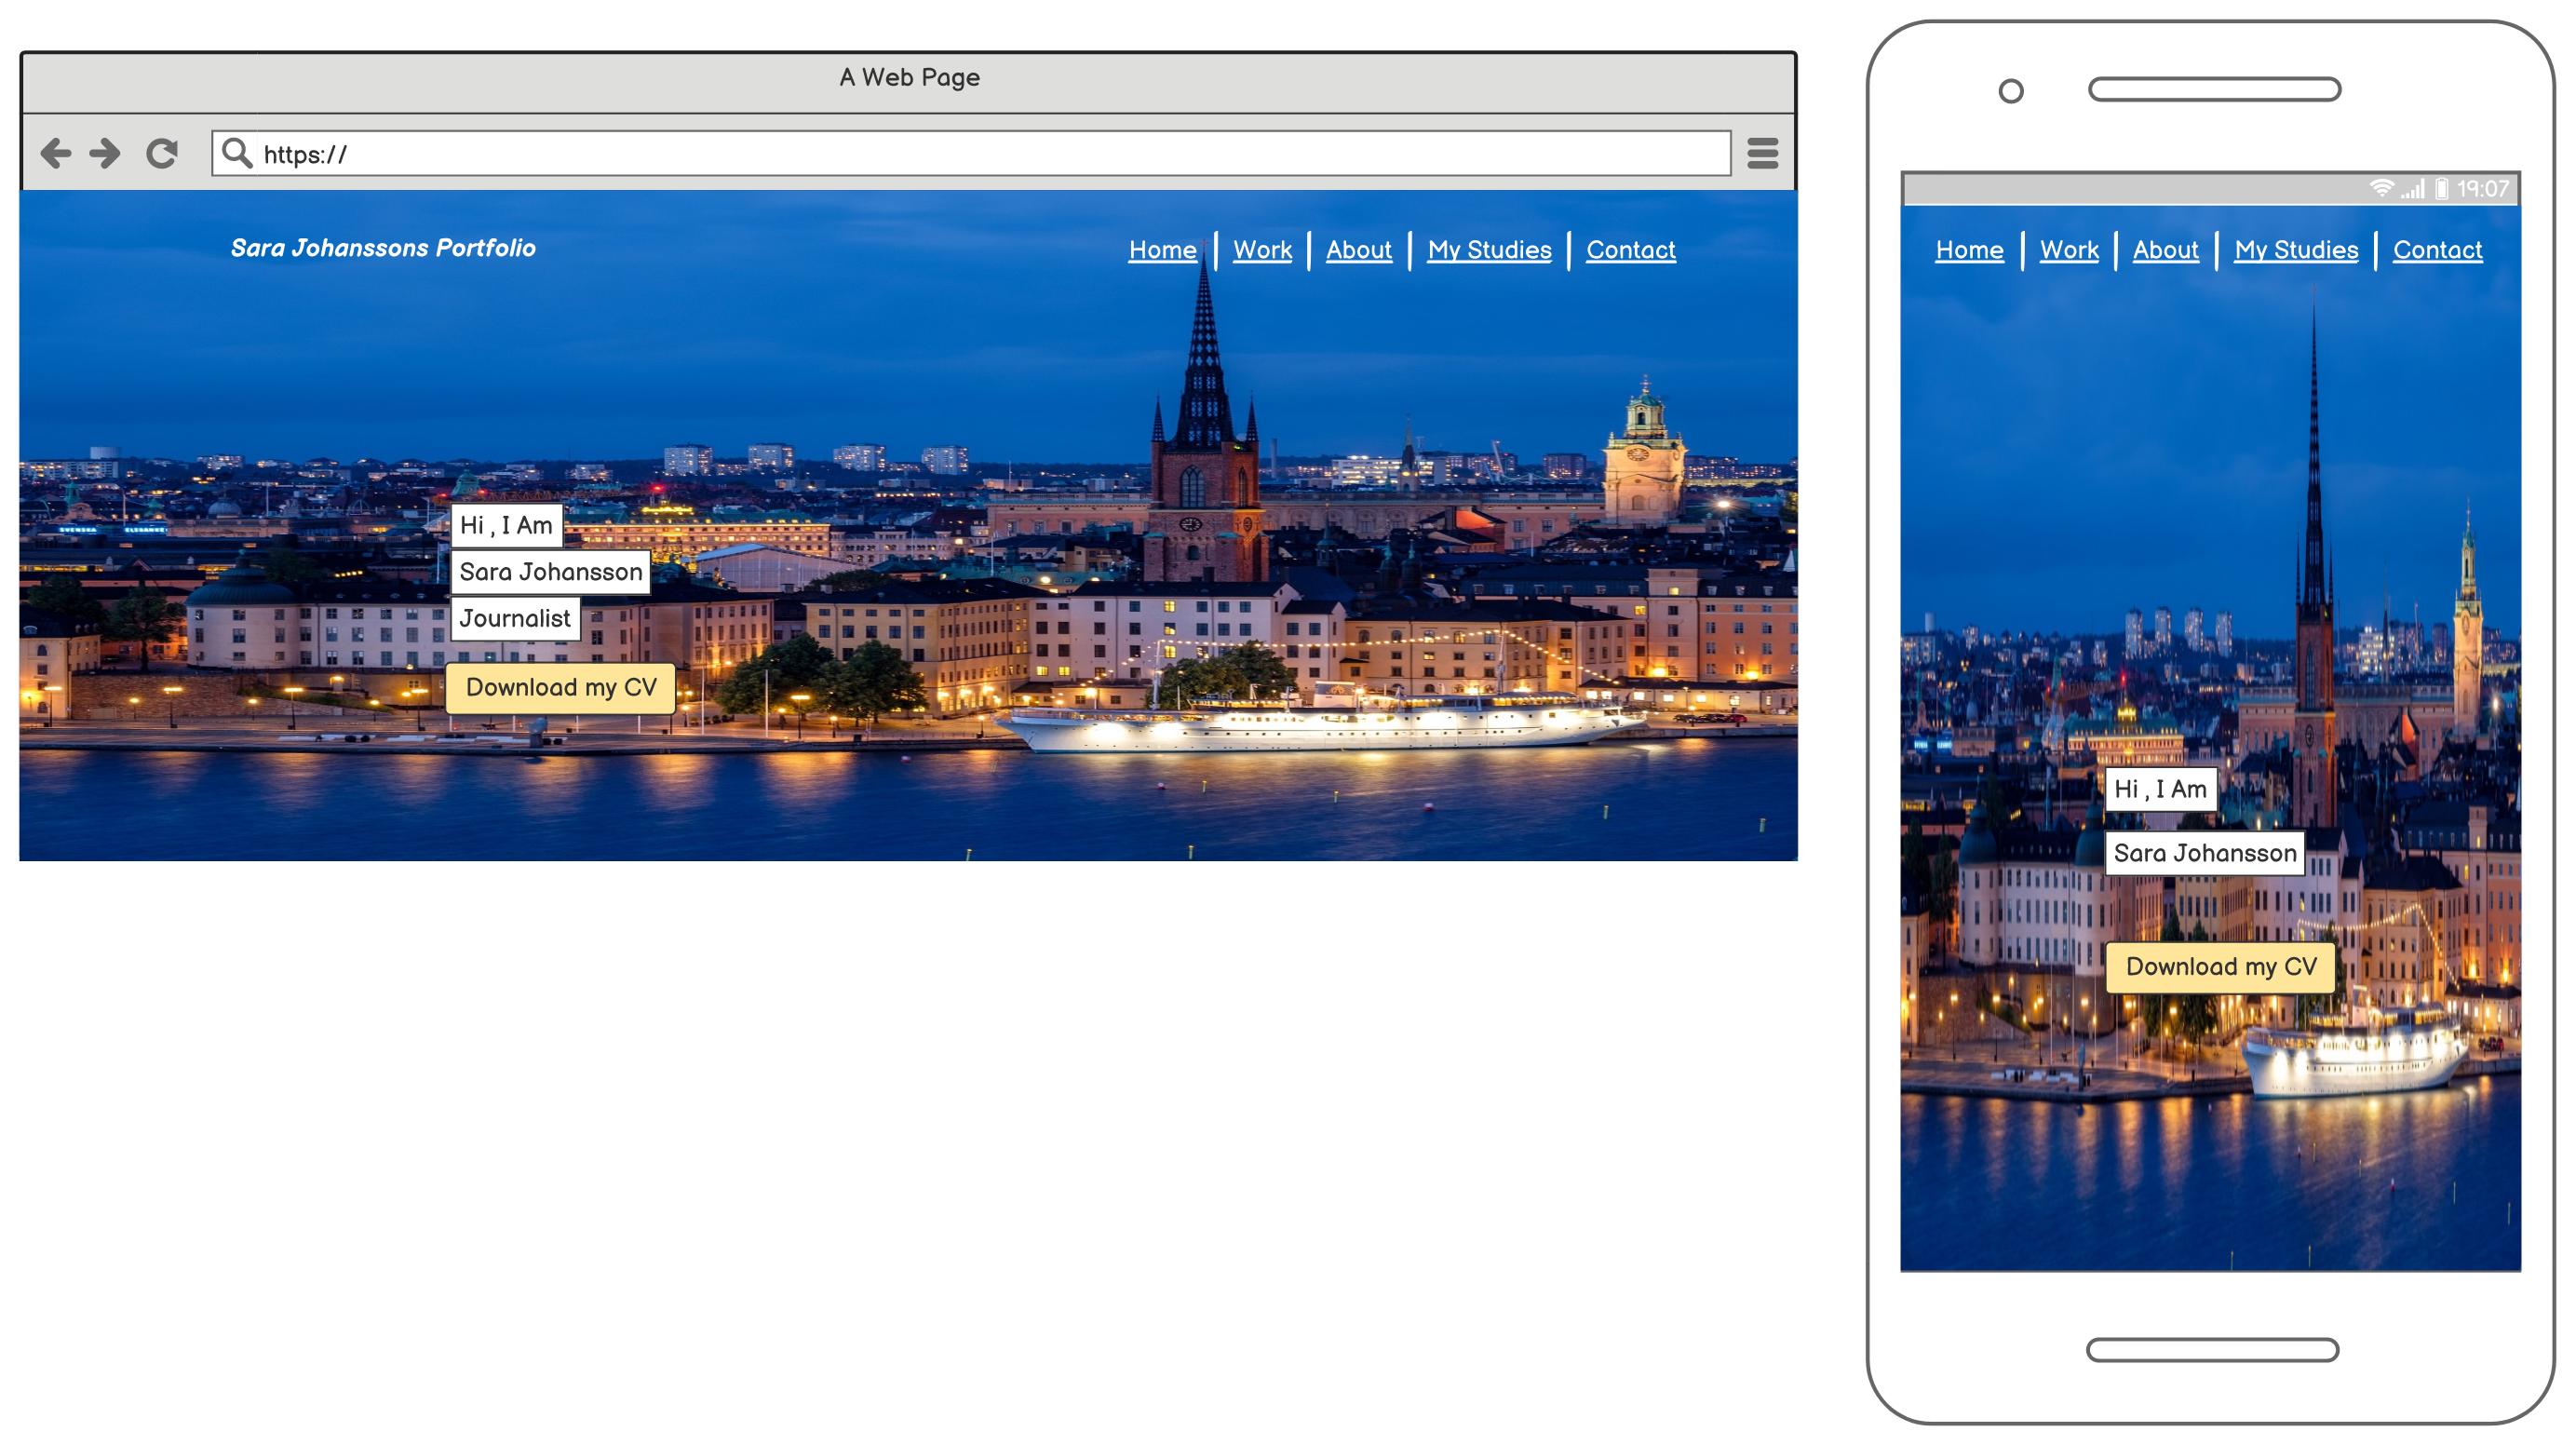 A Web Page
https://
Sara Johanssons Portfolio
Home | Work | About | My Studies | Contact
Hi , I Am
Sara Johansson
Journalist
Download my CV
19:07
Home | Work | About | My Studies | Contact
Hi , I Am
Sara Johansson
Download my CV